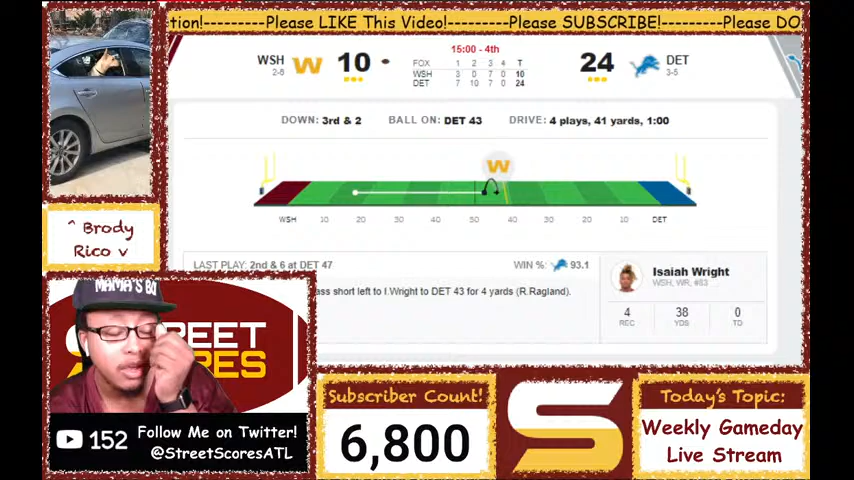 tion!---------Please LIKE This Video!---------Please SUBSCRIBE!---------Please DO
15:00 - 4th
WSH W 10
2-6
FOX 1 2 3 4 T
WSH 3 0 7 0 10
DET 7 10 7 0 24
24 DET
3-5
DOWN: 3rd & 2 BALL ON: DET 43 DRIVE: 4 plays, 41 yards, 1:00
W
WSH 10 20 30 40 50 40 30 20 10 DET
LAST PLAY: 2nd & 6 at DET 47 WIN %: 93.1
ass short left to I.Wright to DET 43 for 4 yards (R.Ragland).
Isaiah Wright
WSH, WR, #83
4 38 0
REC YDS TD
^ Brody
Rico v
MAMA'S BO
STREET
SCORES
152 Follow Me on Twitter!
@StreetScoresATL
Subscriber Count!
6,800
S
Today's Topic:
Weekly Gameday
Live Stream